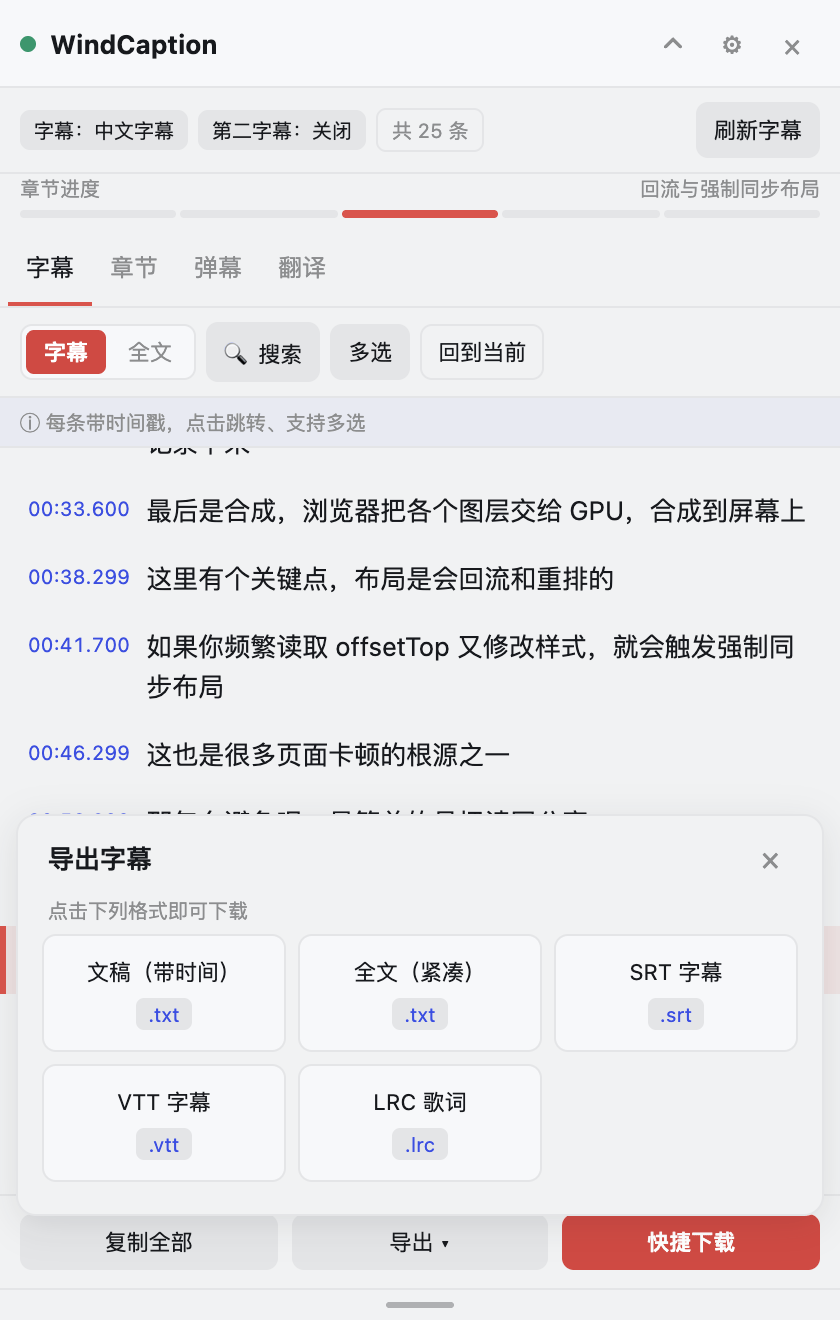 WindCaption
字幕：中文字幕 第二字幕：关闭 共 25 条 刷新字幕
章节进度 回流与强制同步布局
字幕 章节 弹幕 翻译
字幕 全文 🔍 搜索 多选 回到当前
ⓘ 每条带时间戳，点击跳转、支持多选
00:33.600 最后是合成，浏览器把各个图层交给 GPU，合成到屏幕上
00:38.299 这里有个关键点，布局是会回流和重排的
00:41.700 如果你频繁读取 offsetTop 又修改样式，就会触发强制同
步布局
00:46.299 这也是很多页面卡顿的根源之一
导出字幕
点击下列格式即可下载
文稿（带时间） 全文（紧凑） SRT 字幕
.txt .txt .srt
VTT 字幕 LRC 歌词
.vtt .lrc
复制全部 导出 ▾ 快捷下载